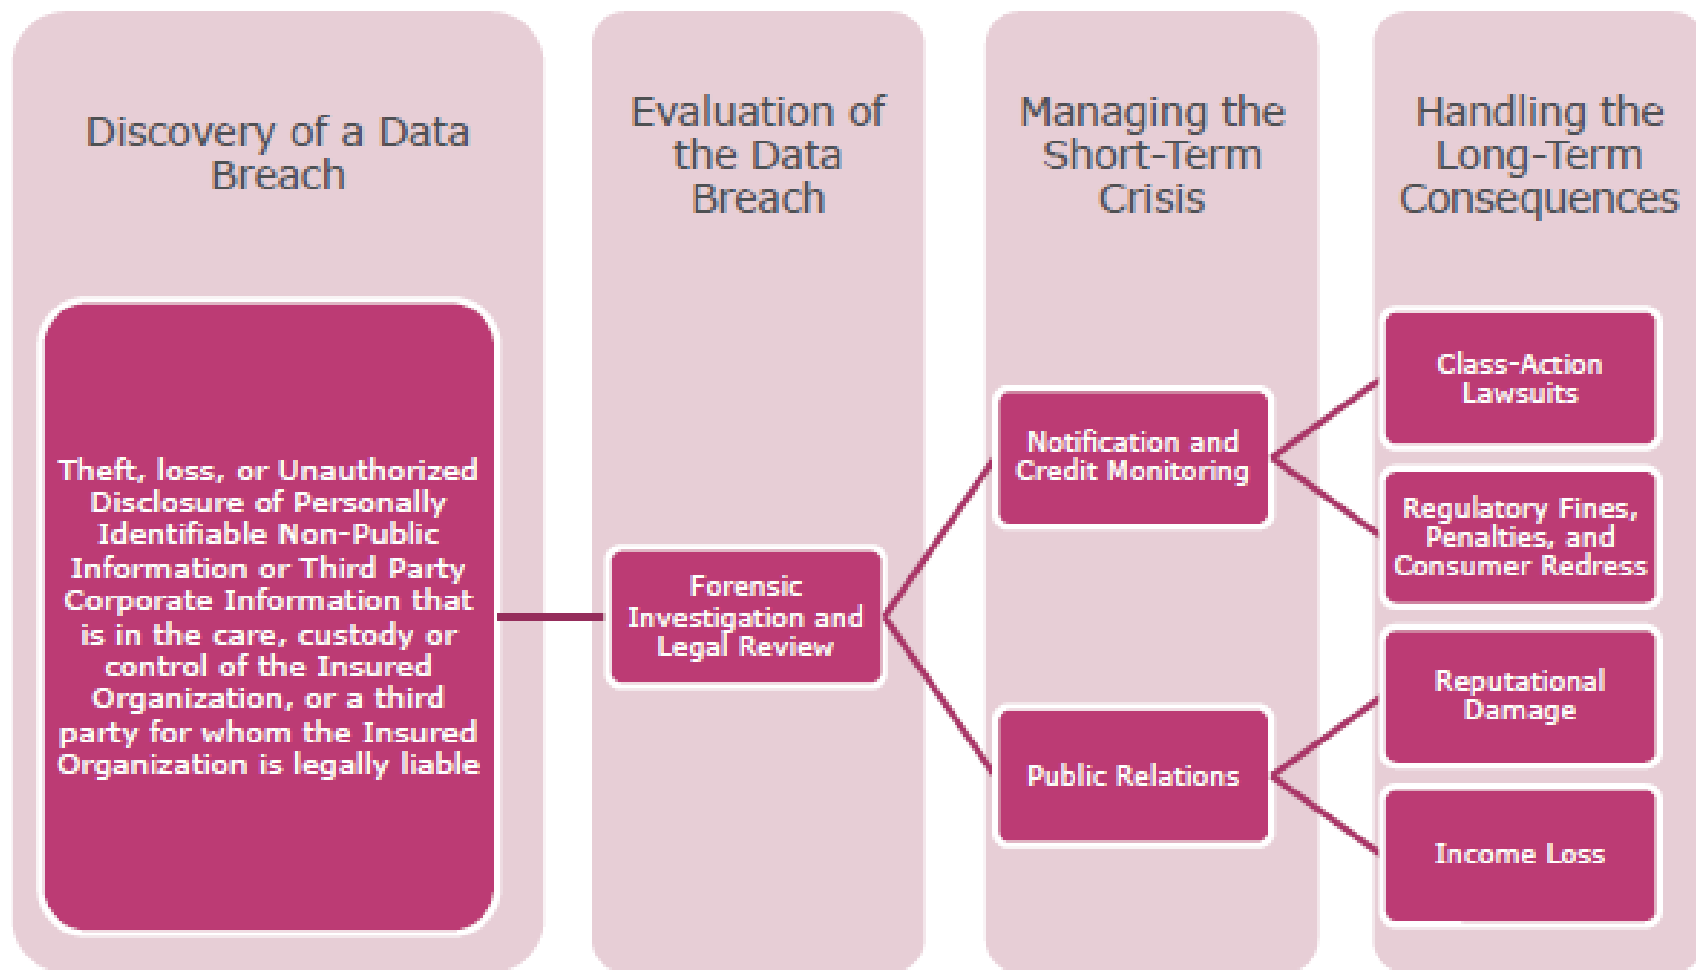 Discovery of a Data
Breach
Evaluation of
the Data
Breach
Managing the
Short-Term
Crisis
Handling the
Long-Term
Consequences
Theft, loss, or Unauthorized
Disclosure of Personally
Identifiable Non-Public
Information or Third Party
Corporate Information that
is in the care, custody or
control of the Insured
Organization, or a third
party for whom the Insured
Organization is legally liable
Forensic
Investigation and
Legal Review
Notification and
Credit Monitoring
Public Relations
Class-Action
Lawsuits
Regulatory Fines,
Penalties, and
Consumer Redress
Reputational
Damage
Income Loss